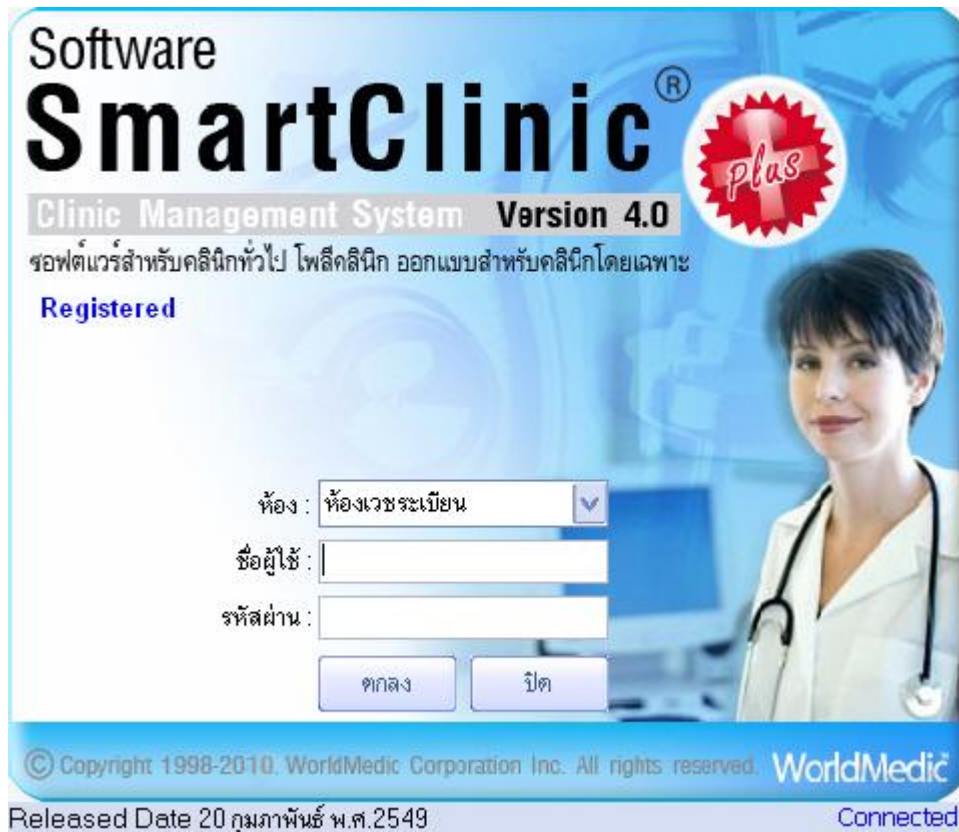 Software
SmartClinic®
Plus
Clinic Management System Version 4.0
ซอฟต์แวร์สำหรับคลินิกทั่วไป โพลีคลินิก ออกแบบสำหรับคลินิกโดยเฉพาะ
Registered
ห้อง : ห้องเวชระเบียน
ชื่อผู้ใช้ :
รหัสผ่าน :
ตกลง ปิด
© Copyright 1998-2010. WorldMedic Corporation Inc. All rights reserved. WorldMedic
Released Date 20 กุมภาพันธ์ พ.ศ.2549 Connected